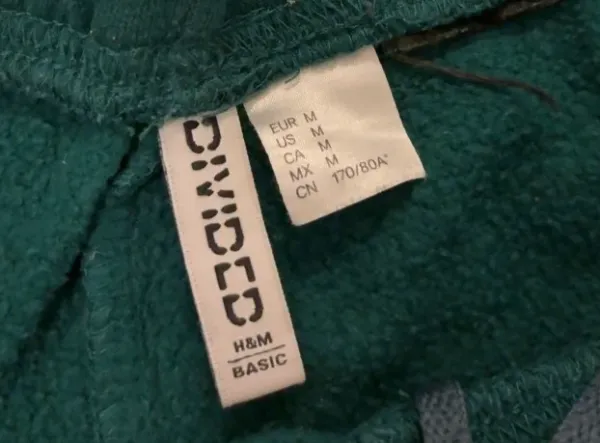 DIVIDED
H&M
BASIC
EUR M
US M
CA M
MX M
CN 170/80A*